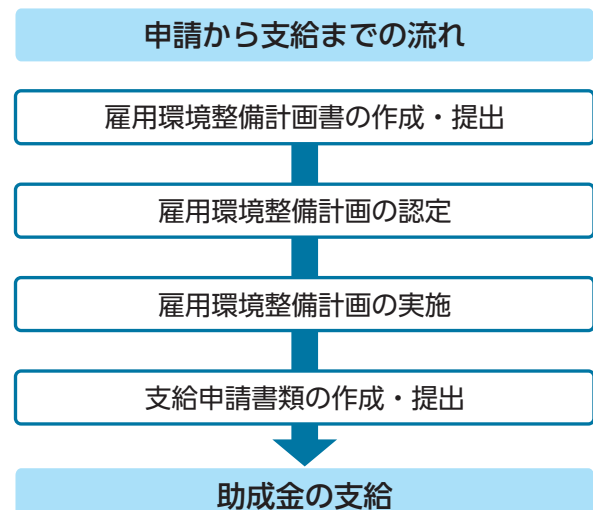 申請から支給までの流れ
雇用環境整備計画書の作成・提出
雇用環境整備計画の認定
雇用環境整備計画の実施
支給申請書類の作成・提出
助成金の支給